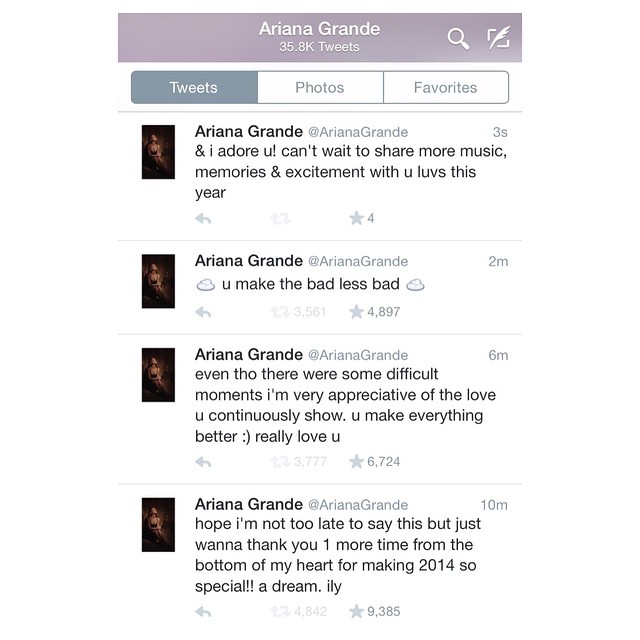 Ariana Grande
35.8K Tweets
Tweets Photos Favorites
Ariana Grande @ArianaGrande 3s
& i adore u! can't wait to share more music,
memories & excitement with u luvs this
year
4
Ariana Grande @ArianaGrande 2m
☁️ u make the bad less bad ☁️
3,561 4,897
Ariana Grande @ArianaGrande 6m
even tho there were some difficult
moments i'm very appreciative of the love
u continuously show. u make everything
better :) really love u
3,777 6,724
Ariana Grande @ArianaGrande 10m
hope i'm not too late to say this but just
wanna thank you 1 more time from the
bottom of my heart for making 2014 so
special!! a dream. ily
4,842 9,385